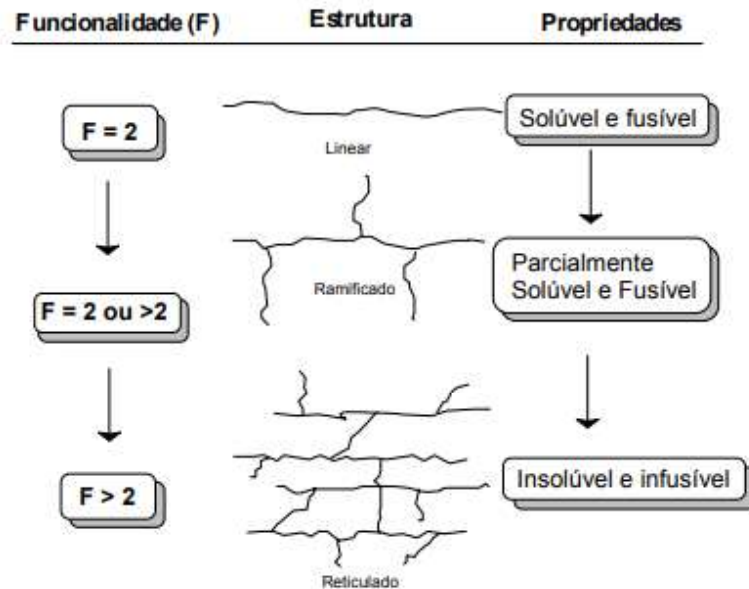 Funcionalidade (F) Estrutura Propriedades
F = 2
Linear
Solúvel e fusível
F = 2 ou >2
Ramificado
Parcialmente
Solúvel e Fusível
F > 2
Reticulado
Insolúvel e infusível